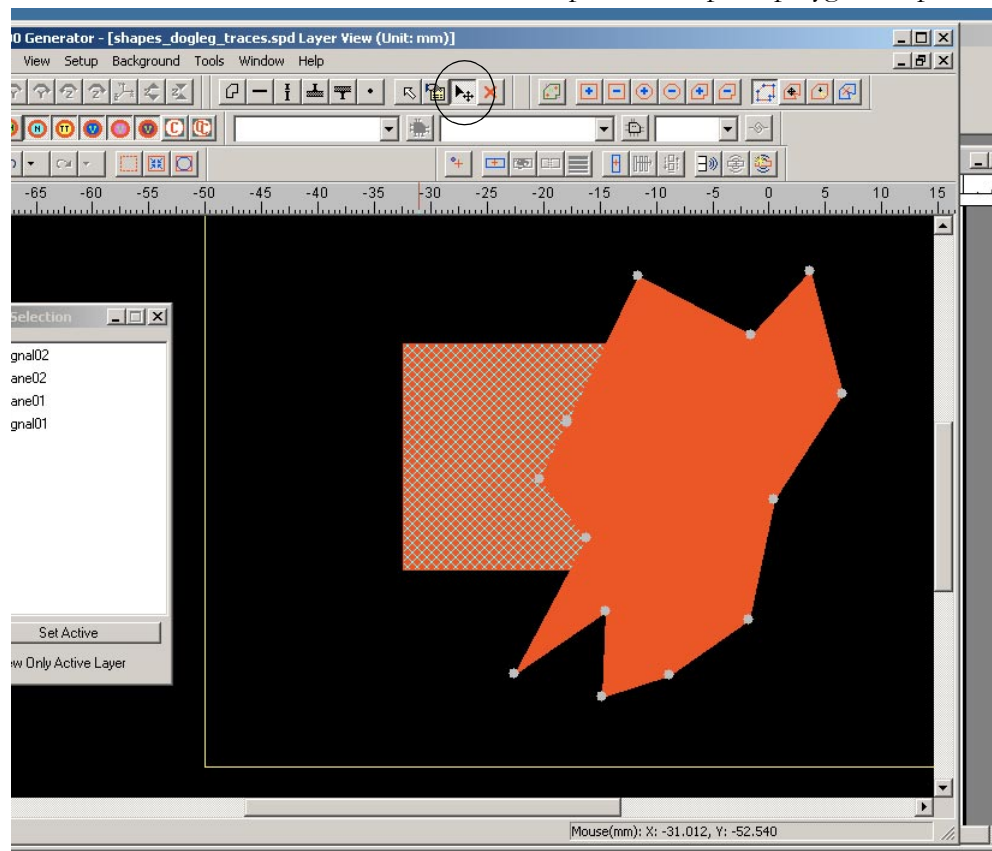 0 Generator - [shapes_dogleg_traces.spd Layer View (Unit: mm)]
View Setup Background Tools Window Help
-65 -60 -55 -50 -45 -40 -35 -30 -25 -20 -15 -10 -5 0 5 10 15
Selection
gnal02
ane02
ane01
gnal01
Set Active
ew Only Active Layer
Mouse(mm): X: -31.012, Y: -52.540